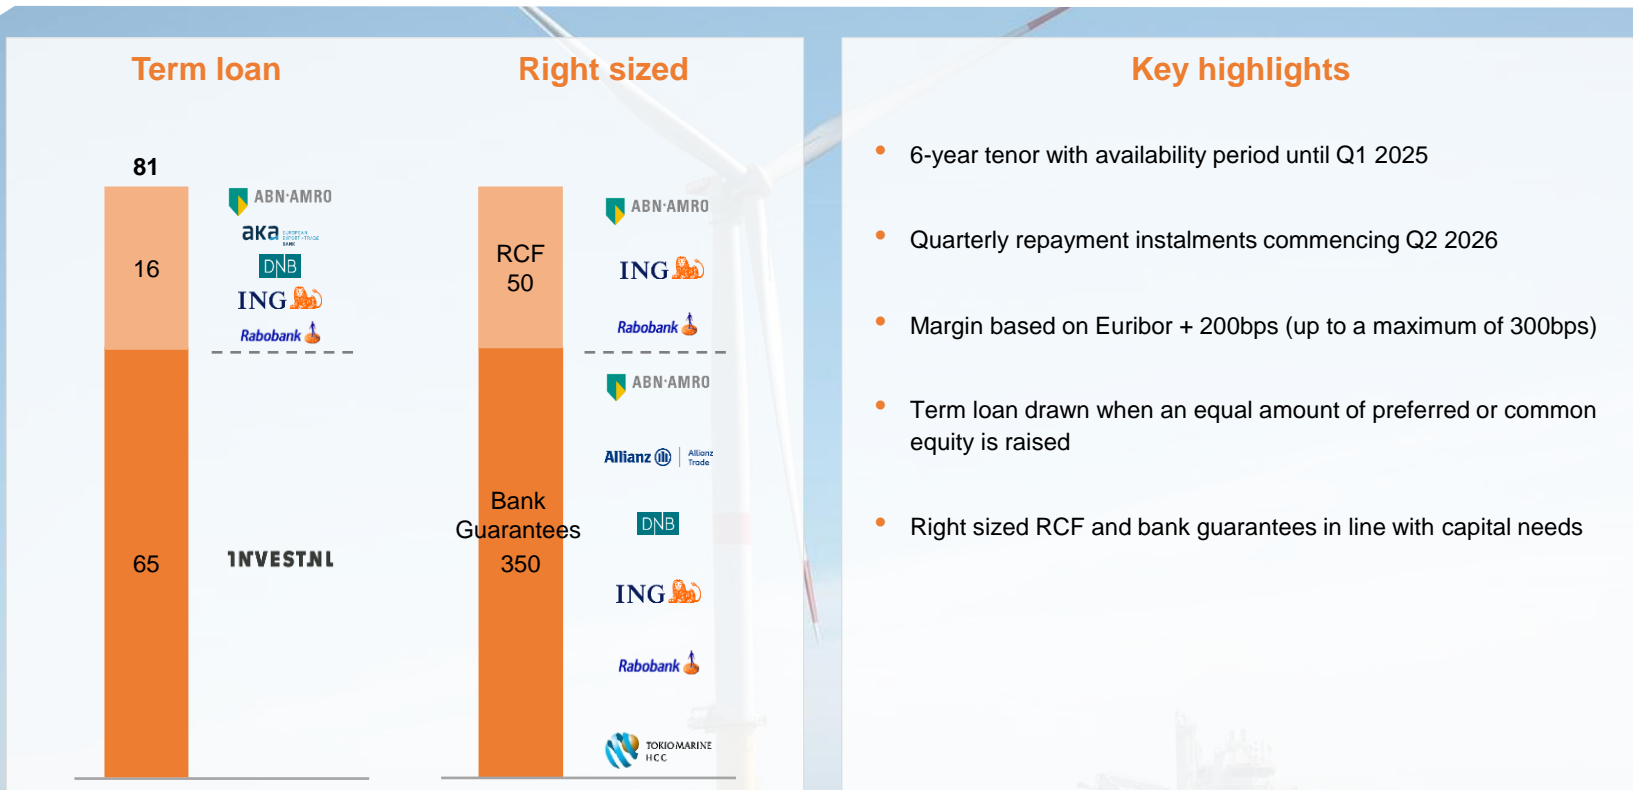 Term loan
81
16
65
ABN·AMRO
aka EUROPEAN
EXPORT+TRADE
BANK
DNB
ING
Rabobank
INVEST.NL
Right sized
RCF
50
Bank
Guarantees
350
ABN·AMRO
ING
Rabobank
ABN·AMRO
Allianz Allianz
Trade
DNB
ING
Rabobank
TOKIO MARINE
HCC
Key highlights
• 6-year tenor with availability period until Q1 2025
• Quarterly repayment instalments commencing Q2 2026
• Margin based on Euribor + 200bps (up to a maximum of 300bps)
• Term loan drawn when an equal amount of preferred or common
equity is raised
• Right sized RCF and bank guarantees in line with capital needs